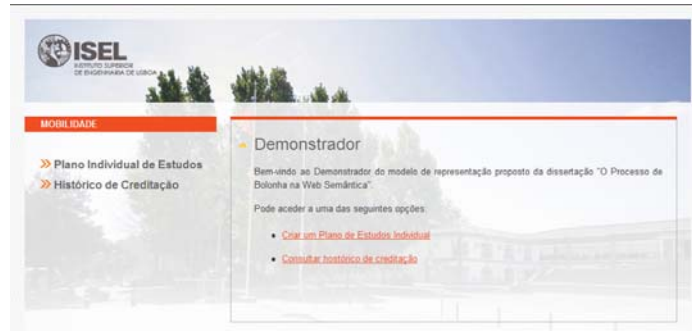 ISEL
INSTITUTO SUPERIOR
DE ENGENHARIA DE LISBOA
MOBILIDADE
Plano Individual de Estudos
Histórico de Creditação
Demonstrador
Bem-vindo ao Demonstrador do modelo de representação proposto da dissertação "O Processo de
Bolonha na Web Semântica".
Pode aceder a uma das seguintes opções:
Criar um Plano de Estudos Individual
Consultar hostórico de creditação